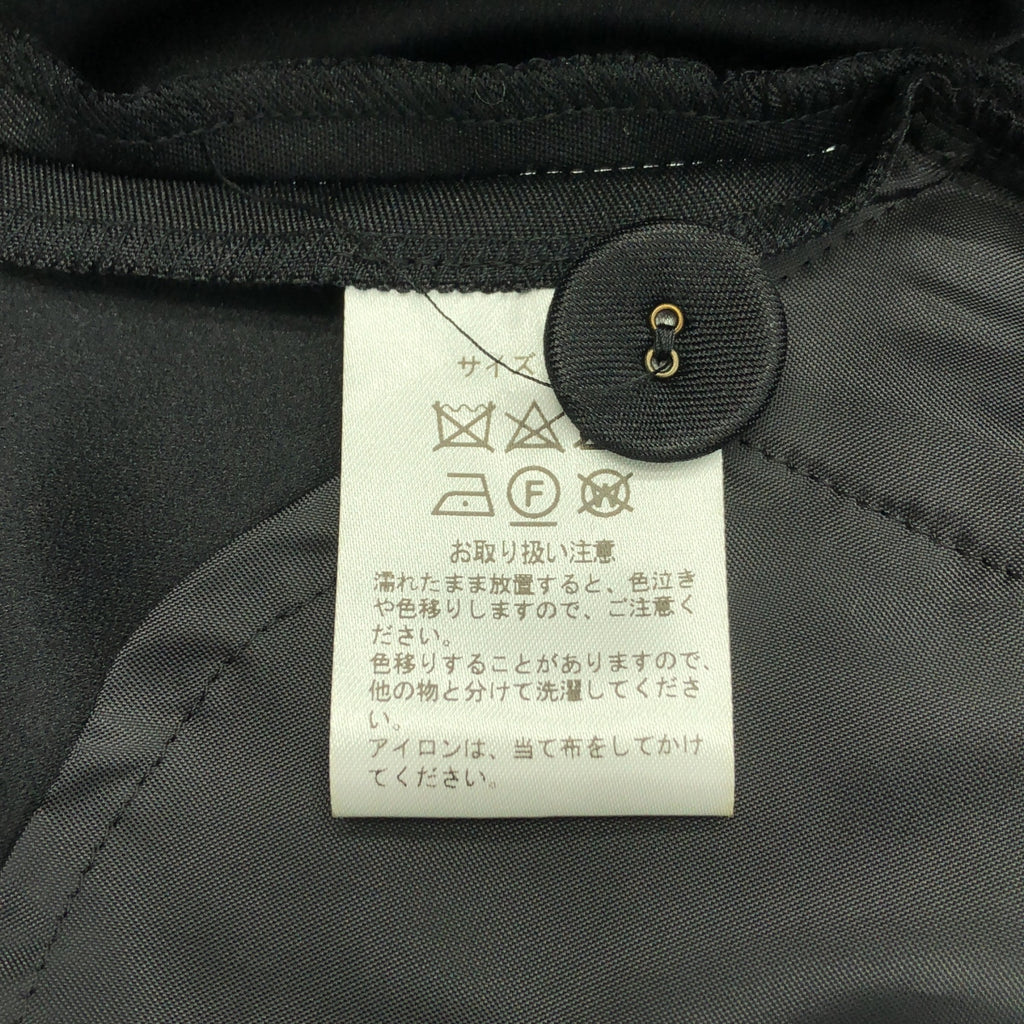 サイズ
F
W
お取り扱い注意
濡れたまま放置すると、色泣き
や色移りしますので、ご注意く
ださい。
色移りすることがありますので、
他の物と分けて洗濯してくださ
い。
アイロンは、当て布をしてかけ
てください。